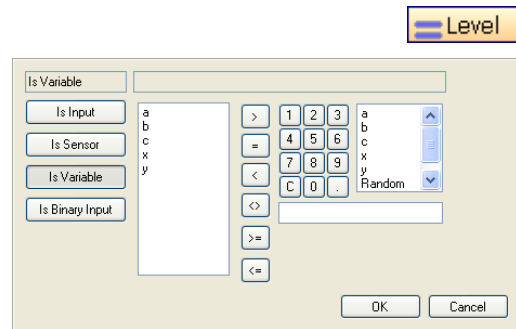 Level
Is Variable
Is Input
Is Sensor
Is Variable
Is Binary Input
a
b
c
x
y
>
=
<
<>
>=
<=
1 2 3
4 5 6
7 8 9
C 0 .
a
b
c
x
y
Random
OK Cancel